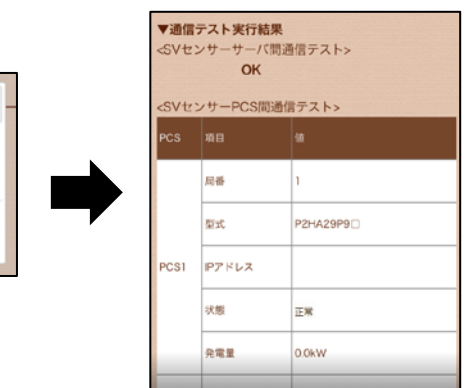 ▼通信テスト実行結果
<SVセンサーサーバ間通信テスト>
OK
<SVセンサーPCS間通信テスト>
PCS 項目 値
局番 1
型式 P2HA29P9□
PCS1 IPアドレス
状態 正常
発電量 0.0kW